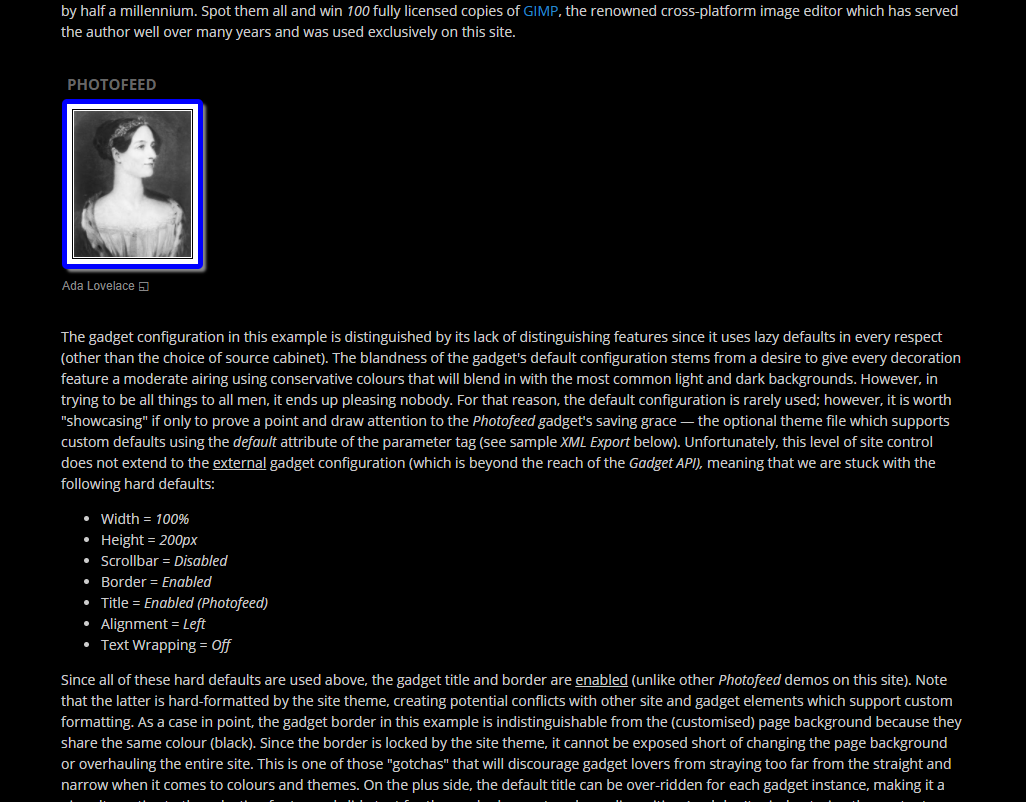 by half a millennium. Spot them all and win 100 fully licensed copies of GIMP, the renowned cross-platform image editor which has served
the author well over many years and was used exclusively on this site.
PHOTOFEED
Ada Lovelace
The gadget configuration in this example is distinguished by its lack of distinguishing features since it uses lazy defaults in every respect
(other than the choice of source cabinet). The blandness of the gadget's default configuration stems from a desire to give every decoration
feature a moderate airing using conservative colours that will blend in with the most common light and dark backgrounds. However, in
trying to be all things to all men, it ends up pleasing nobody. For that reason, the default configuration is rarely used; however, it is worth
"showcasing" if only to prove a point and draw attention to the Photofeed gadget's saving grace — the optional theme file which supports
custom defaults using the default attribute of the parameter tag (see sample XML Export below). Unfortunately, this level of site control
does not extend to the external gadget configuration (which is beyond the reach of the Gadget API), meaning that we are stuck with the
following hard defaults:
• Width = 100%
• Height = 200px
• Scrollbar = Disabled
• Border = Enabled
• Title = Enabled (Photofeed)
• Alignment = Left
• Text Wrapping = Off
Since all of these hard defaults are used above, the gadget title and border are enabled (unlike other Photofeed demos on this site). Note
that the latter is hard-formatted by the site theme, creating potential conflicts with other site and gadget elements which support custom
formatting. As a case in point, the gadget border in this example is indistinguishable from the (customised) page background because they
share the same colour (black). Since the border is locked by the site theme, it cannot be exposed short of changing the page background
or overhauling the entire site. This is one of those "gotchas" that will discourage gadget lovers from straying too far from the straight and
narrow when it comes to colours and themes. On the plus side, the default title can be over-ridden for each gadget instance, making it a